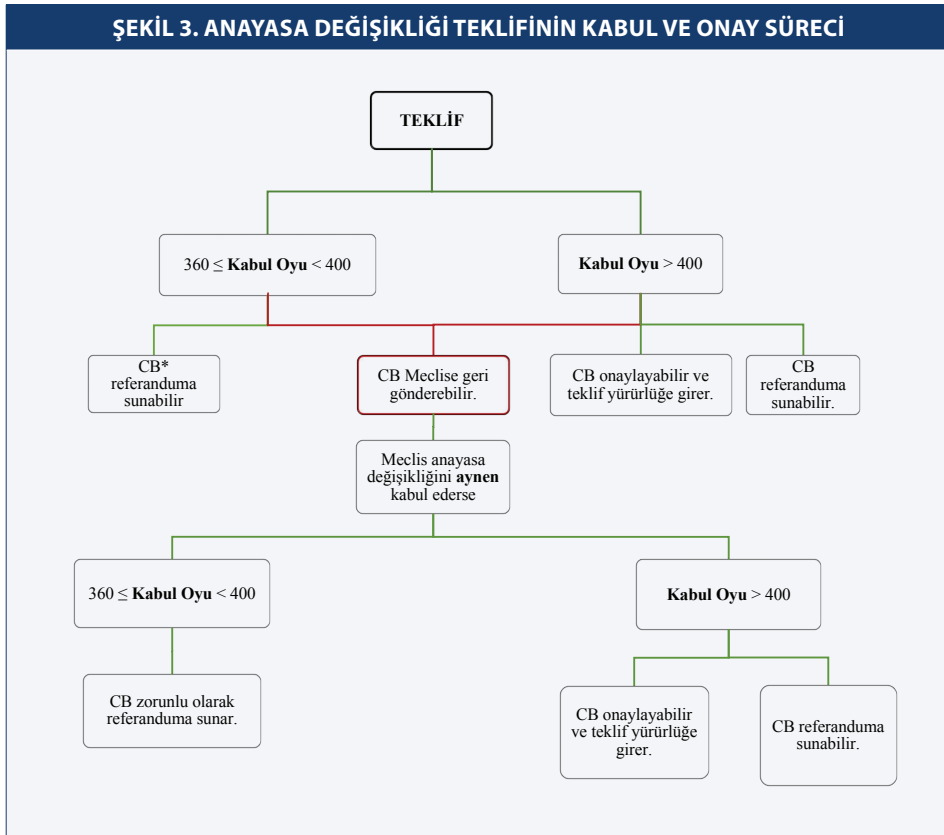 ŞEKİL 3. ANAYASA DEĞİŞİKLİĞİ TEKLİFİNİN KABUL VE ONAY SÜRECİ
TEKLİF
360 ≤ Kabul Oyu < 400
Kabul Oyu > 400
CB*
referanduma
sunabilir
CB Meclise geri
gönderebilir.
CB onaylayabilir ve
teklif yürürlüğe girer.
CB
referanduma
sunabilir.
Meclis anayasa
değişikliğini aynen
kabul ederse
360 ≤ Kabul Oyu < 400
Kabul Oyu > 400
CB zorunlu olarak
referanduma sunar.
CB onaylayabilir
ve teklif yürürlüğe
girer.
CB referanduma
sunabilir.